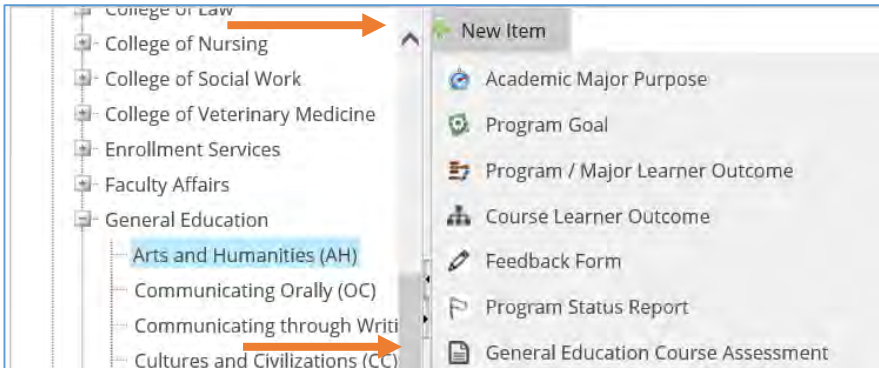 College of Law
College of Nursing
College of Social Work
College of Veterinary Medicine
Enrollment Services
Faculty Affairs
General Education
Arts and Humanities (AH)
Communicating Orally (OC)
Communicating through Writi
Cultures and Civilizations (CC)
New Item
Academic Major Purpose
Program Goal
Program / Major Learner Outcome
Course Learner Outcome
Feedback Form
Program Status Report
General Education Course Assessment